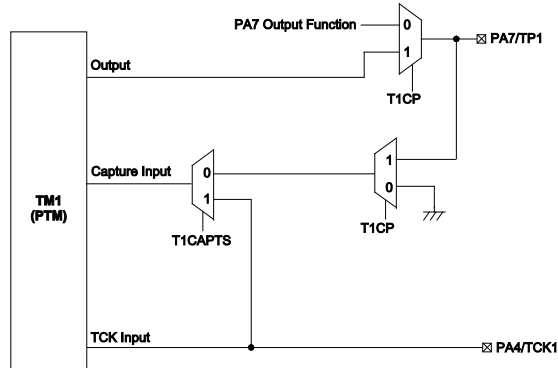 PA7 Output Function
0
1
PA7/TP1
T1CP
Output
Capture Input
0
1
T1CAPTS
1
0
T1CP
TM1
(PTM)
TCK Input
PA4/TCK1